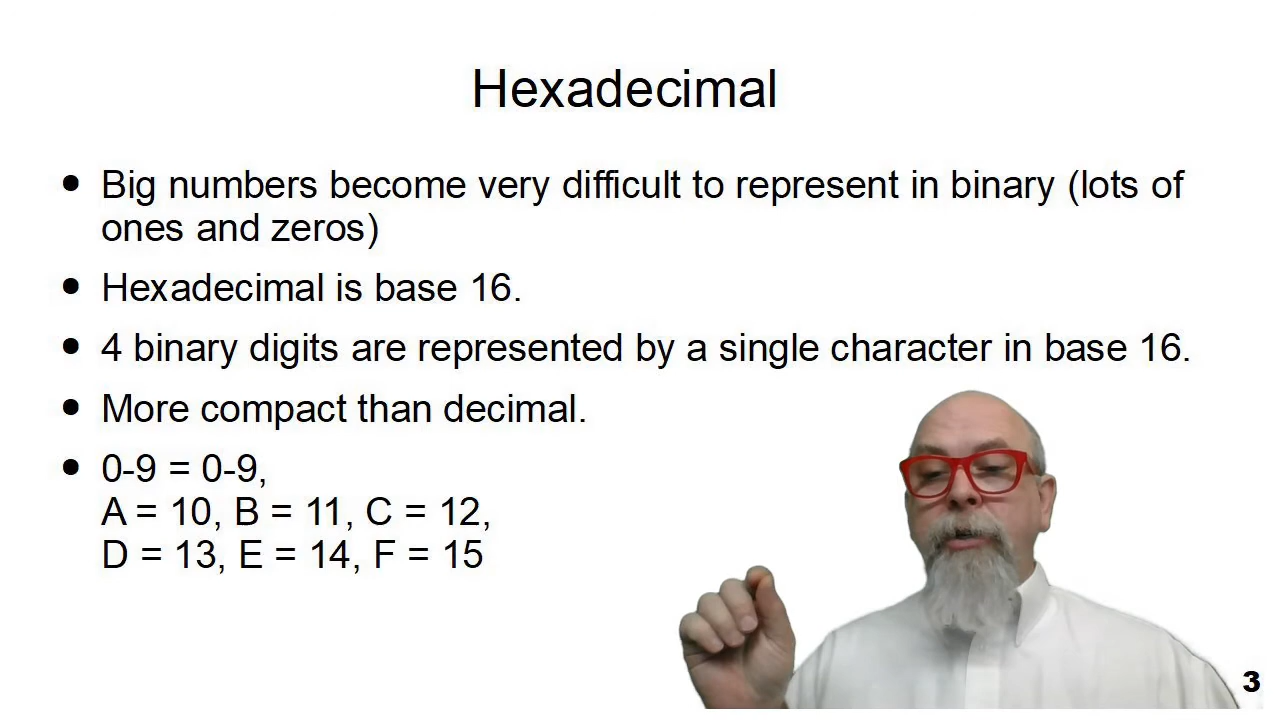 Hexadecimal
● Big numbers become very difficult to represent in binary (lots of
ones and zeros)
● Hexadecimal is base 16.
● 4 binary digits are represented by a single character in base 16.
● More compact than decimal.
● 0-9 = 0-9,
A = 10, B = 11, C = 12,
D = 13, E = 14, F = 15
3